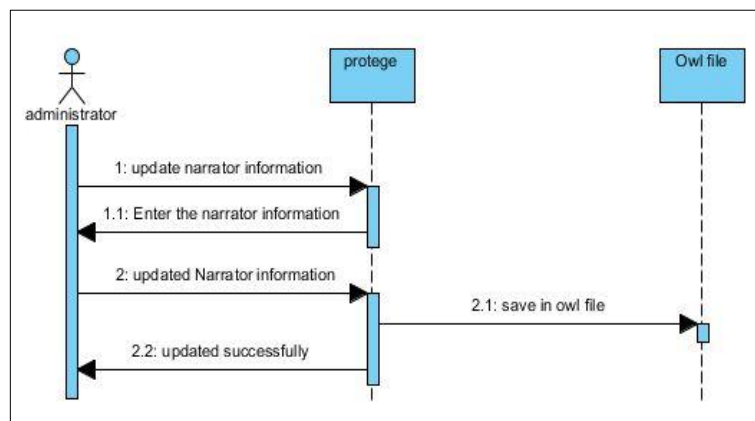 protege
Owl file
administrator
1: update narrator information
1.1: Enter the narrator information
2: updated Narrator information
2.1: save in owl file
2.2: updated successfully